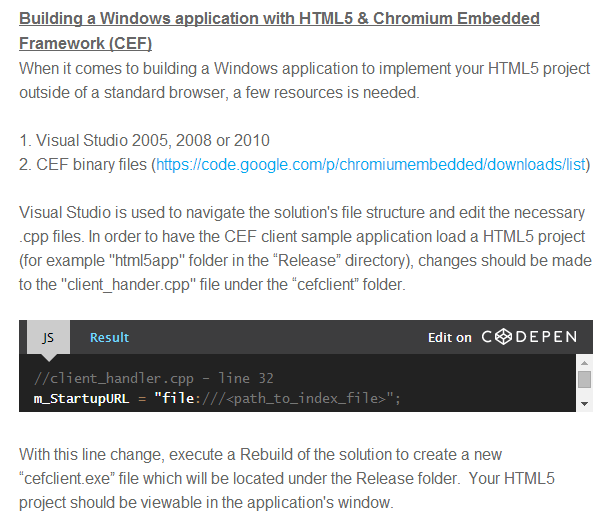 Building a Windows application with HTML5 & Chromium Embedded
Framework (CEF)
When it comes to building a Windows application to implement your HTML5 project
outside of a standard browser, a few resources is needed.
1. Visual Studio 2005, 2008 or 2010
2. CEF binary files (https://code.google.com/p/chromiumembedded/downloads/list)
Visual Studio is used to navigate the solution's file structure and edit the necessary
.cpp files. In order to have the CEF client sample application load a HTML5 project
(for example "html5app" folder in the “Release” directory), changes should be made
to the "client_hander.cpp" file under the “cefclient” folder.
JS Result Edit on CODEPEN
//client_handler.cpp - line 32
m_StartupURL = "file:///<path_to_index_file>";
With this line change, execute a Rebuild of the solution to create a new
“cefclient.exe” file which will be located under the Release folder.  Your HTML5
project should be viewable in the application's window.